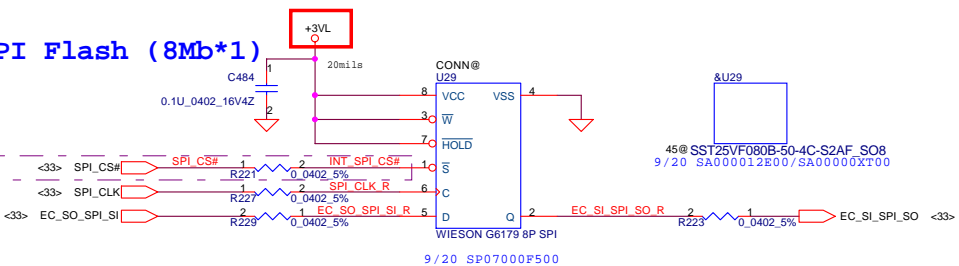 +3VL
PI Flash (8Mb*1)
20mils
CONN@
U29
C484
1
2
0.1U_0402_16V4Z
8 VCC VSS 4
3 W
7 HOLD
&U29
45@ SST25VF080B-50-4C-S2AF_SO8
9/20 SA000012E00/SA00000XT00
<33> SPI_CS# SPI_CS# 1 2 INT_SPI_CS# 1 S
R221 0_0402_5%
<33> SPI_CLK 1 2 SPI_CLK_R 6 C
R227 0_0402_5%
<33> EC_SO_SPI_SI 2 1 EC_SO_SPI_SI_R 5 D Q 2 EC_SI_SPI_SO_R 2 1 EC_SI_SPI_SO <33>
R229 0_0402_5% R223 0_0402_5%
WIESON G6179 8P SPI
9/20 SP07000F500